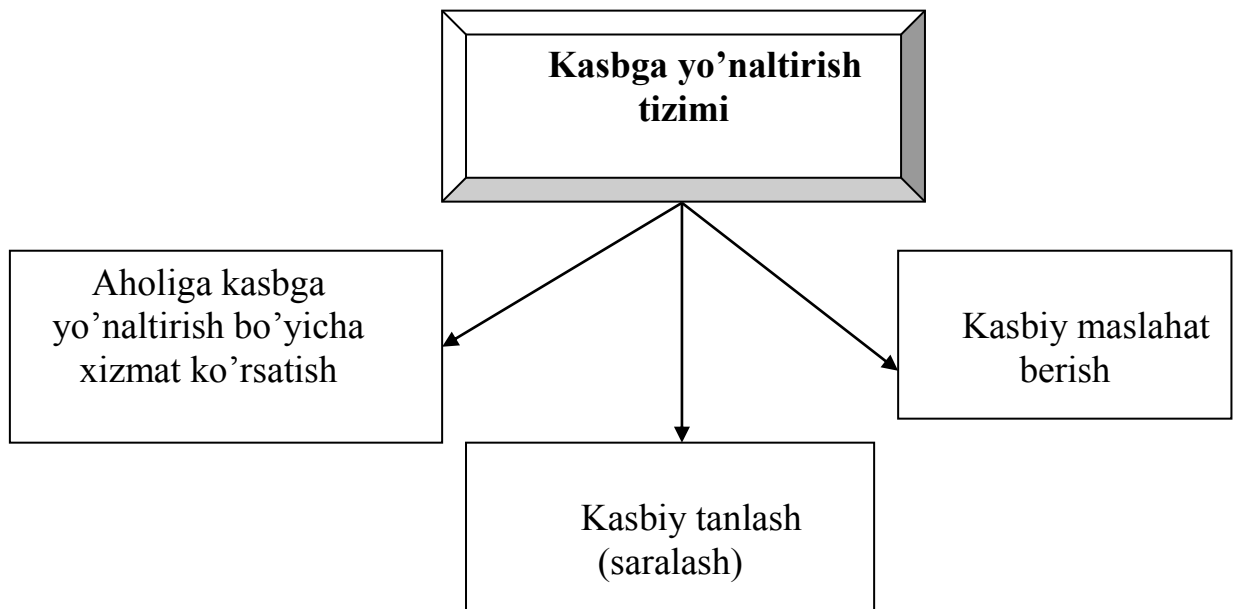 Kasbga yo’naltirish
tizimi
Aholiga kasbga
yo’naltirish bo’yicha
xizmat ko’rsatish
Kasbiy maslahat
berish
Kasbiy tanlash
(saralash)